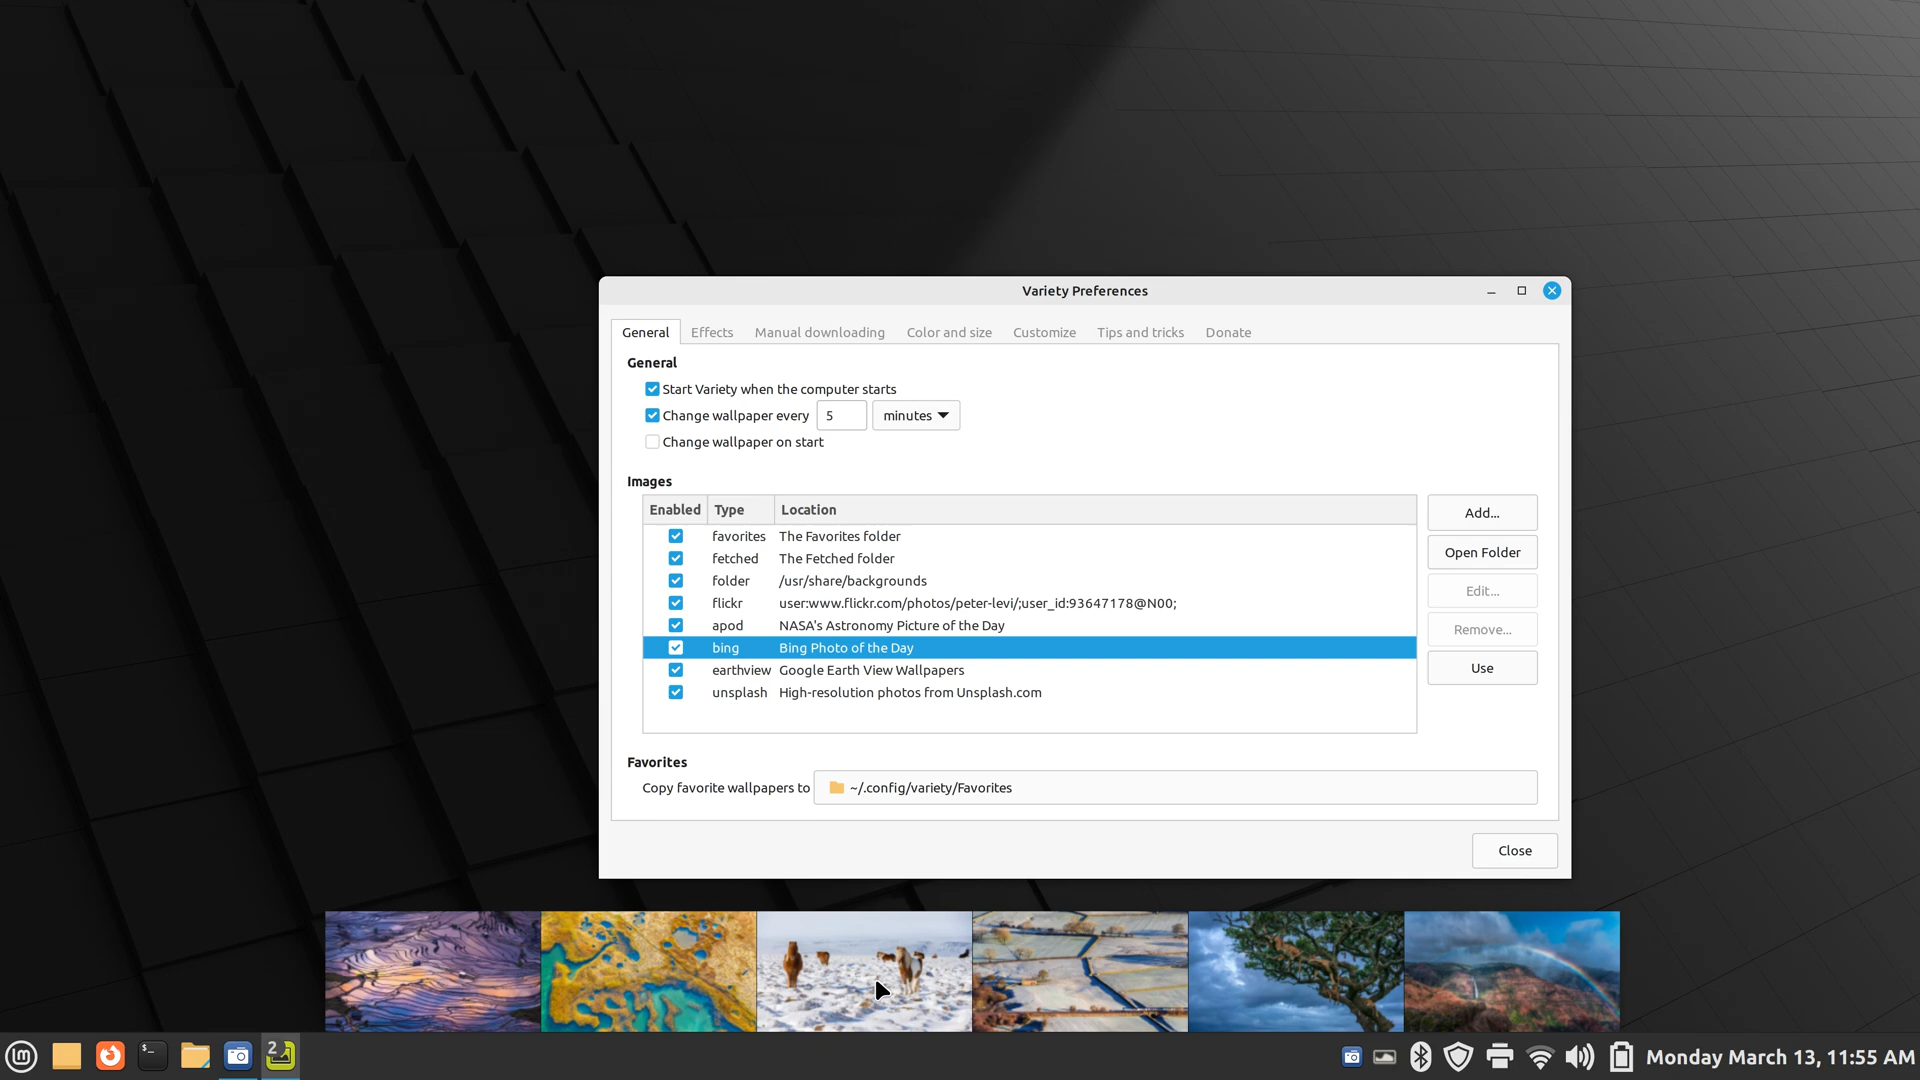 Variety Preferences
General Effects Manual downloading Color and size Customize Tips and tricks Donate
General
Start Variety when the computer starts
Change wallpaper every 5 minutes
Change wallpaper on start
Images
Enabled Type Location
favorites The Favorites folder
fetched The Fetched folder
folder /usr/share/backgrounds
flickr user:www.flickr.com/photos/peter-levi/;user_id:93647178@N00;
apod NASA's Astronomy Picture of the Day
bing Bing Photo of the Day
earthview Google Earth View Wallpapers
unsplash High-resolution photos from Unsplash.com
Add...
Open Folder
Edit...
Remove...
Use
Favorites
Copy favorite wallpapers to ~/.config/variety/Favorites
Close
2
Monday March 13, 11:55 AM